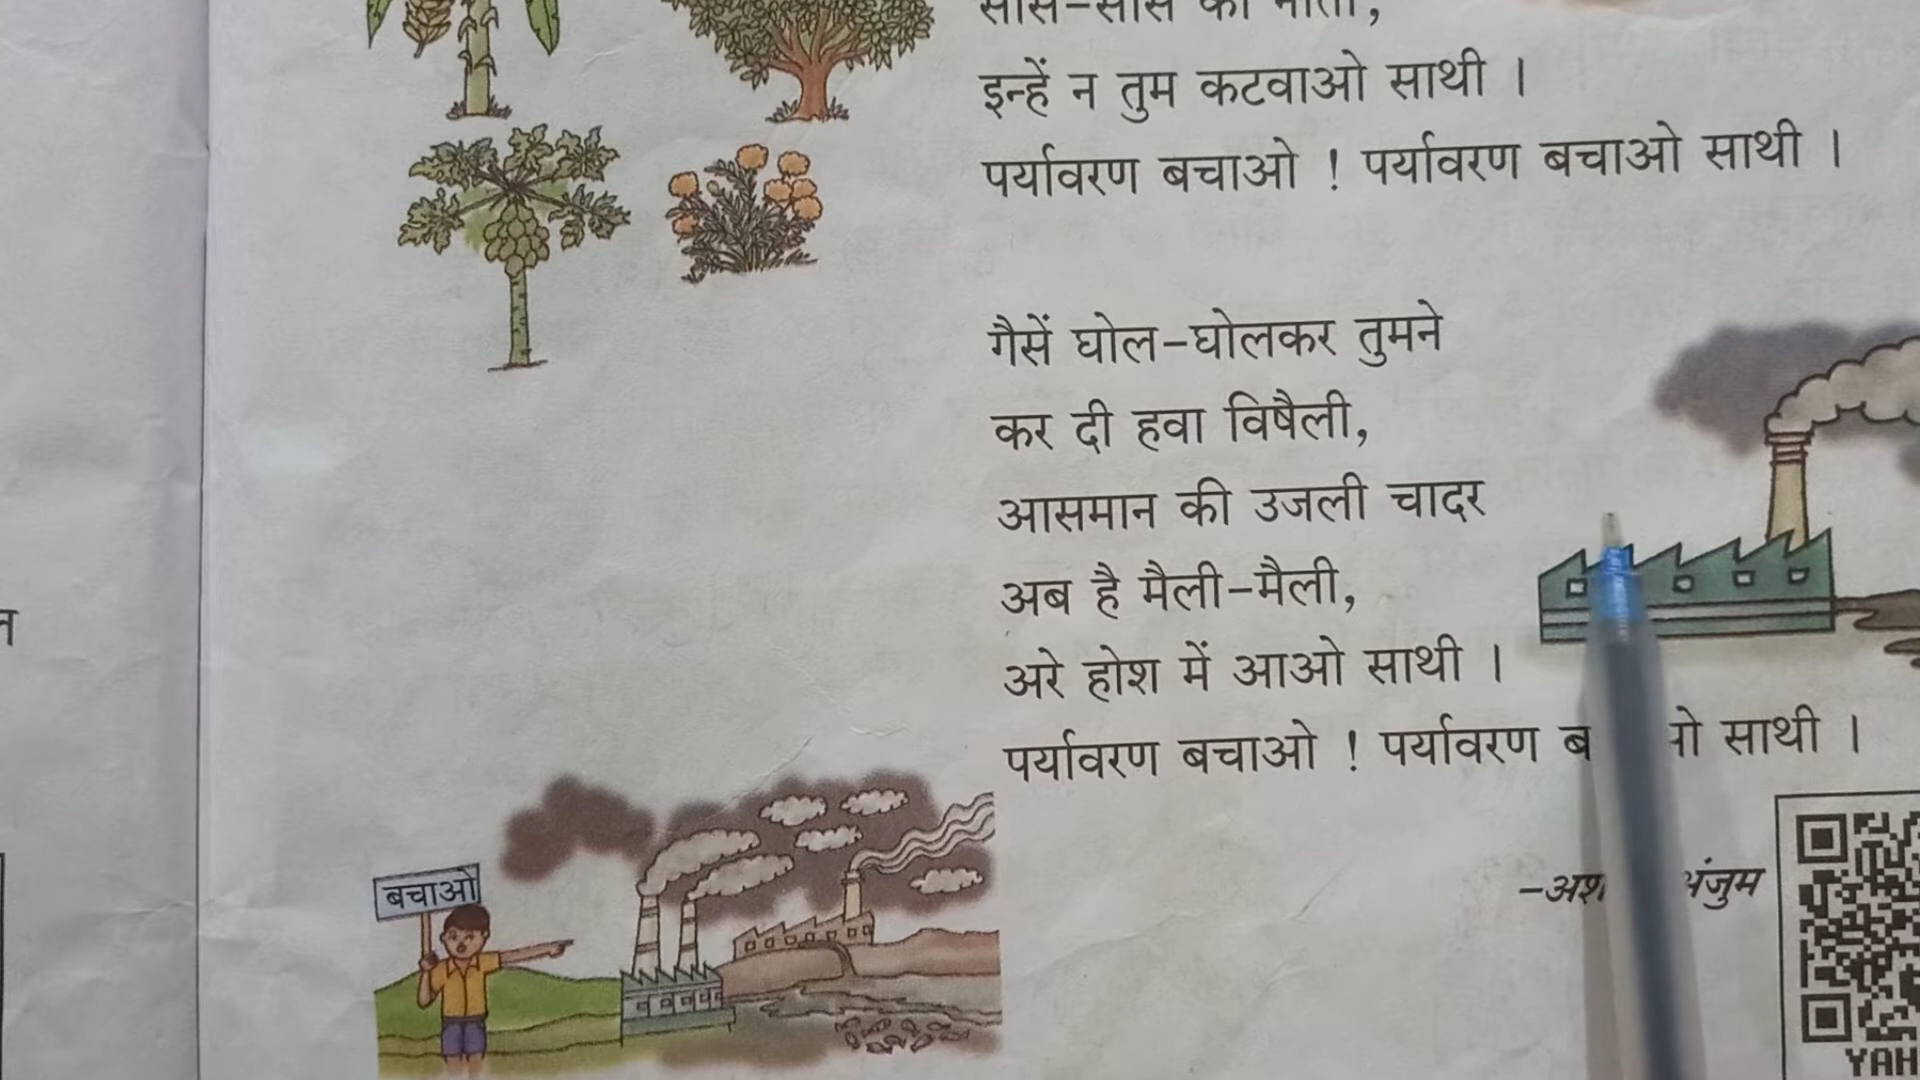 इन्हें न तुम कटवाओ साथी ।
पर्यावरण बचाओ ! पर्यावरण बचाओ साथी ।
गैसें घोल-घोलकर तुमने
कर दी हवा विषैली,
आसमान की उजली चादर
अब है मैली-मैली,
अरे होश में आओ साथी ।
पर्यावरण बचाओ ! पर्यावरण साथी ।
बचाओ
YAH